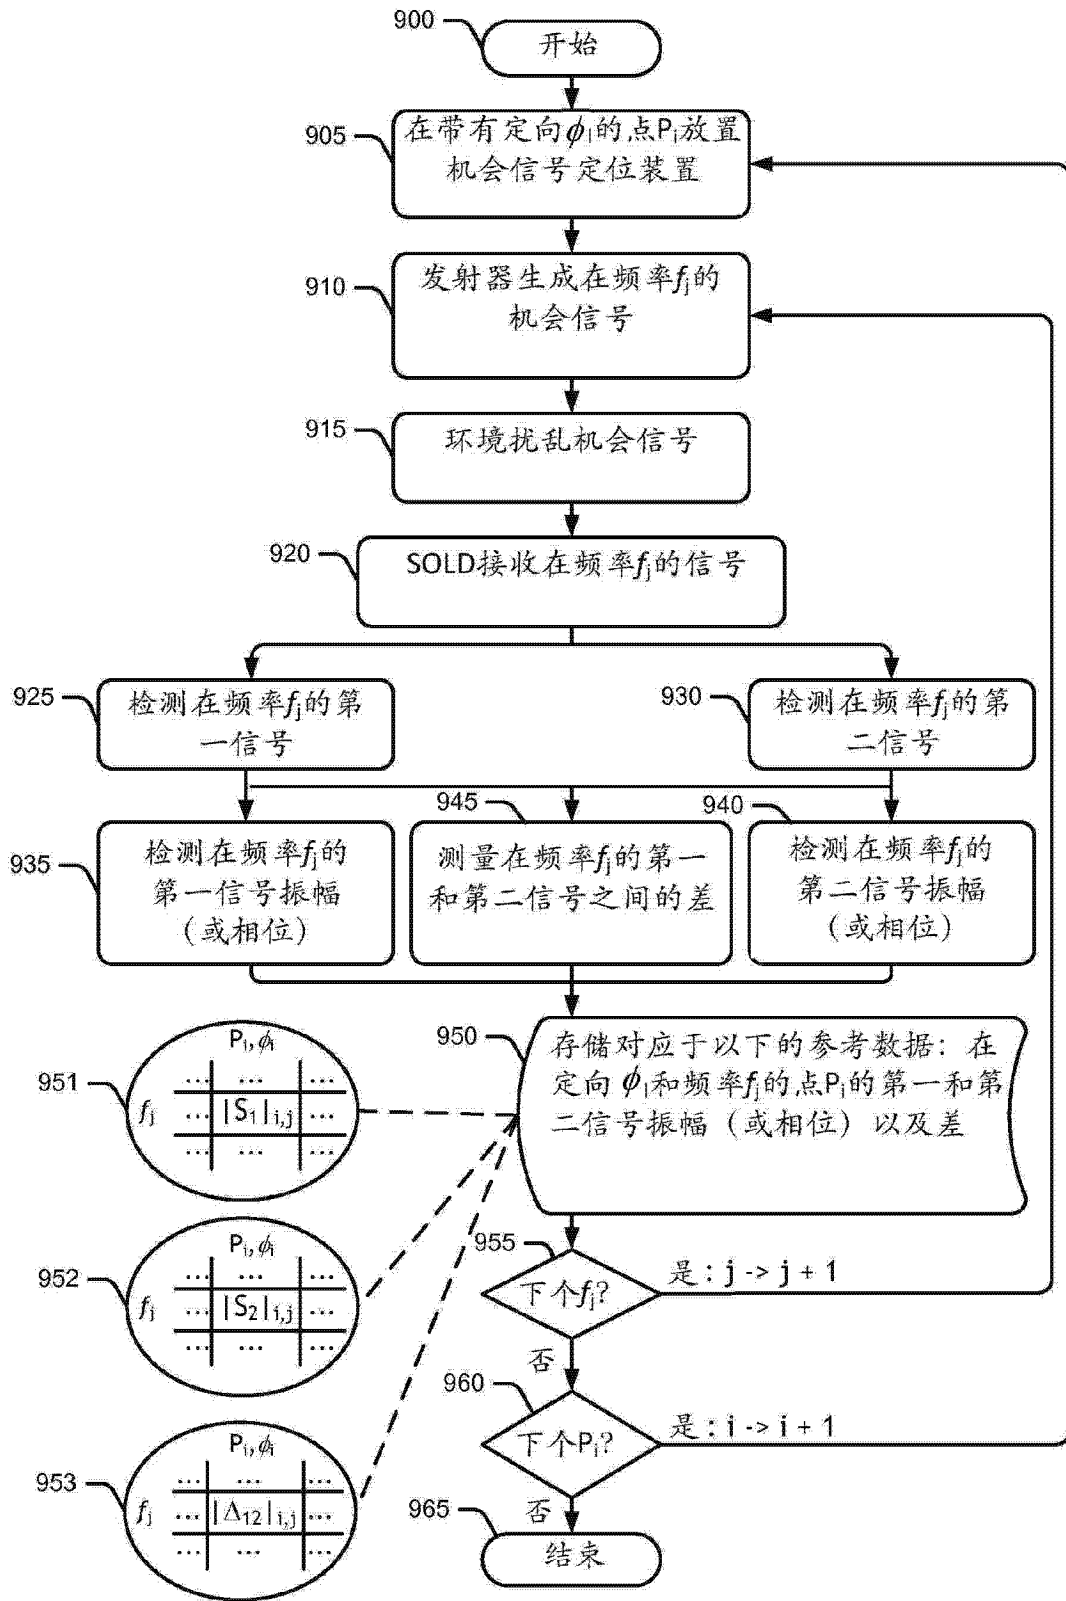 900
开始
905
在带有定向ϕi的点Pi放置
机会信号定位装置
910
发射器生成在频率fj的
机会信号
915
环境扰乱机会信号
920
SOLD接收在频率fj的信号
925
检测在频率fj的第
一信号
930
检测在频率fj的第
二信号
935
检测在频率fj的
第一信号振幅
(或相位)
945
测量在频率fj的第一
和第二信号之间的差
940
检测在频率fj的
第二信号振幅
(或相位)
950
存储对应于以下的参考数据：在
定向ϕi和频率fj的点Pi的第一和第
二信号振幅（或相位）以及差
951
Pi,ϕi
... ... ...
fj ... |S1|i,j ...
... ... ...
952
Pi,ϕi
... ... ...
fj ... |S2|i,j ...
... ... ...
953
Pi,ϕi
... ... ...
fj ... |Δ12|i,j ...
... ... ...
955
下个fj?
是：j -> j + 1
否
960
下个Pi?
是：i -> i + 1
否
965
结束